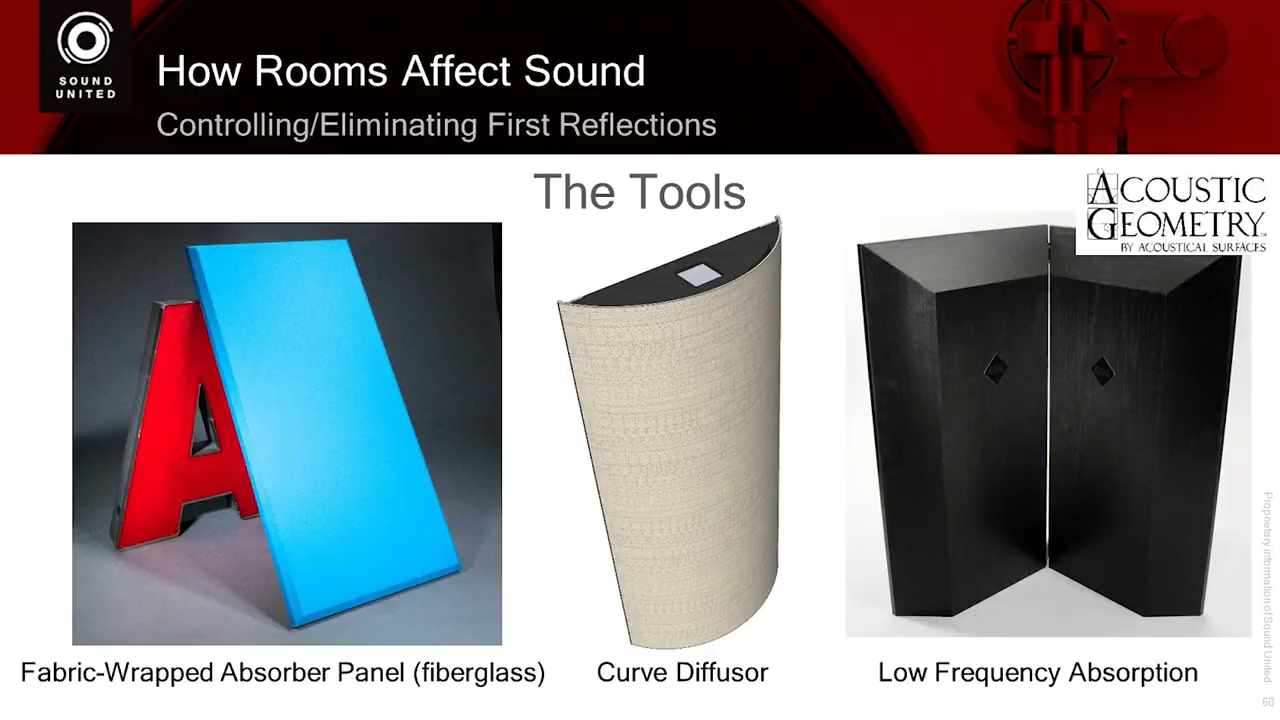 SOUND
UNITED
How Rooms Affect Sound
Controlling/Eliminating First Reflections
The Tools
ACOUSTIC
GEOMETRY™
BY ACOUSTICAL SURFACES
A
Fabric-Wrapped Absorber Panel (fiberglass)
Curve Diffusor
Low Frequency Absorption
Proprietary information of Sound United
60